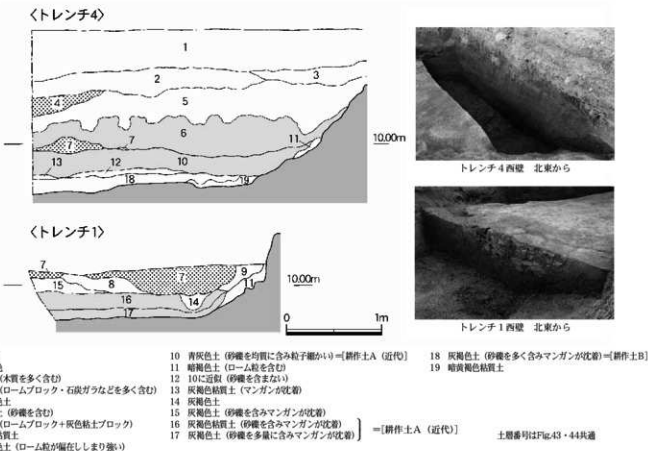 〈トレンチ4〉
1
2
3
4
5
6
7
7
11
10.00m
13
12
10
18
19
トレンチ4西壁 北東から
〈トレンチ1〉
7
7
9
15
8
11
10.00m
16
14
17
0 1m
トレンチ1西壁 北東から
色
(木質を多く含む)
(ロームブロック・石炭ガラなどを多く含む)
色土
土(砂礫を含む)
(ロームブロック+灰色粘土ブロック)
粘質土
色土(ローム粒が偏在ししまり強い)
10 青灰色土(砂礫を均質に含み粒子細かい)=[耕作土A(近代)]
11 暗褐色土(ローム粒を含む)
12 10に近似(砂礫を含まない)
13 灰褐色粘質土(マンガンが沈着)
14 灰褐色土
15 灰褐色土(砂礫を含みマンガンが沈着)
16 灰褐色粘質土(砂礫を含みマンガンが沈着)
17 灰褐色土(砂礫を多量に含みマンガンが沈着)
=[耕作土A(近代)]
18 灰褐色土(砂礫を多く含みマンガンが沈着)=[耕作土B]
19 暗黄褐色粘質土
土層番号はFig.43・44共通